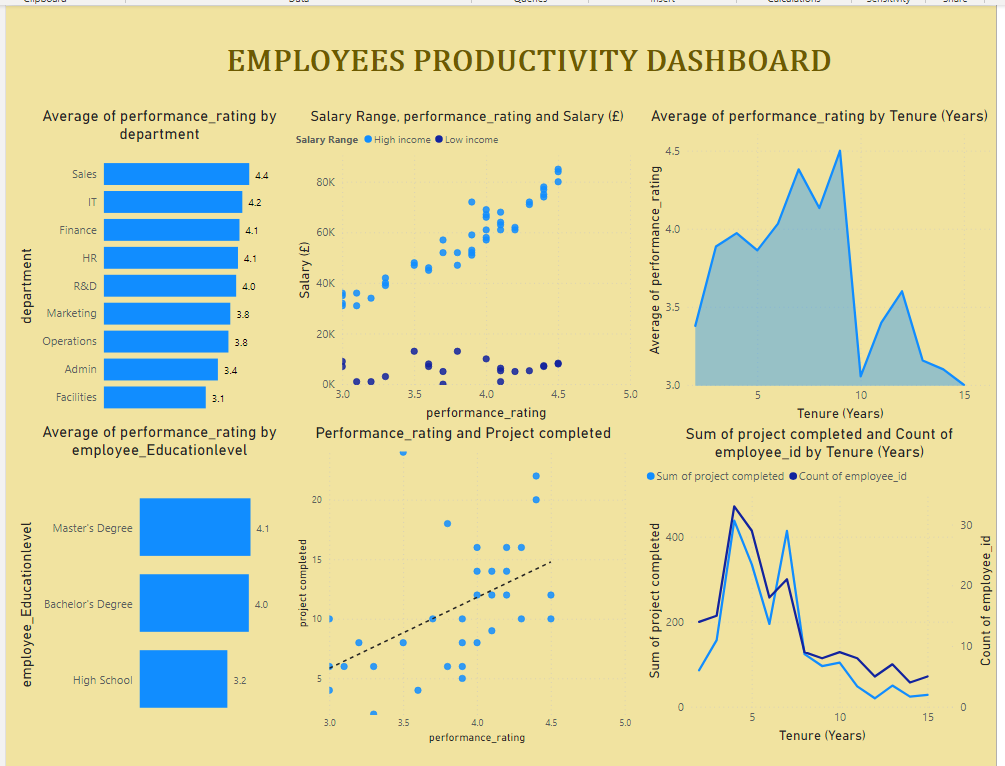 Clipboard Data Queries Insert Calculations Sensitivity Share
EMPLOYEES PRODUCTIVITY DASHBOARD
Average of performance_rating by
department
department
Sales 4.4
IT 4.2
Finance 4.1
HR 4.1
R&D 4.0
Marketing 3.8
Operations 3.8
Admin 3.4
Facilities 3.1
Salary Range, performance_rating and Salary (£)
Salary Range High income Low income
Salary (£)
80K
60K
40K
20K
0K
3.0 3.5 4.0 4.5 5.0
performance_rating
Average of performance_rating by Tenure (Years)
Average of performance_rating
4.5
4.0
3.5
3.0
5 10 15
Tenure (Years)
Average of performance_rating by
employee_Educationlevel
employee_Educationlevel
Master's Degree 4.1
Bachelor's Degree 4.0
High School 3.2
Performance_rating and Project completed
project completed
20
15
10
5
3.0 3.5 4.0 4.5 5.0
performance_rating
Sum of project completed and Count of
employee_id by Tenure (Years)
Sum of project completed Count of employee_id
Sum of project completed
400
200
0
30
20
10
0
Count of employee_id
5 10 15
Tenure (Years)